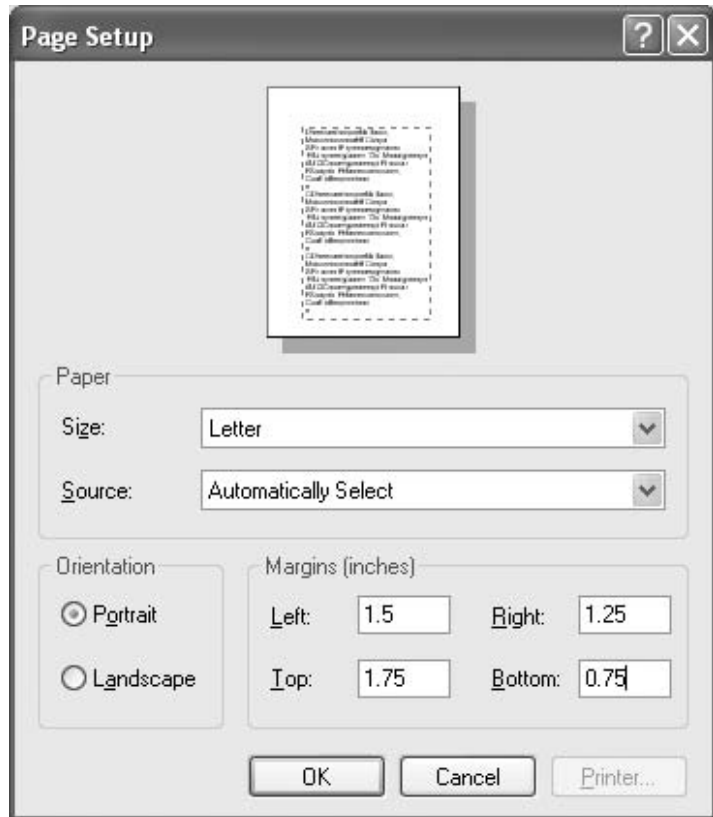 Page Setup
Paper
Size: Letter
Source: Automatically Select
Orientation
Portrait
Landscape
Margins (inches)
Left: 1.5 Right: 1.25
Top: 1.75 Bottom: 0.75
OK Cancel Printer...